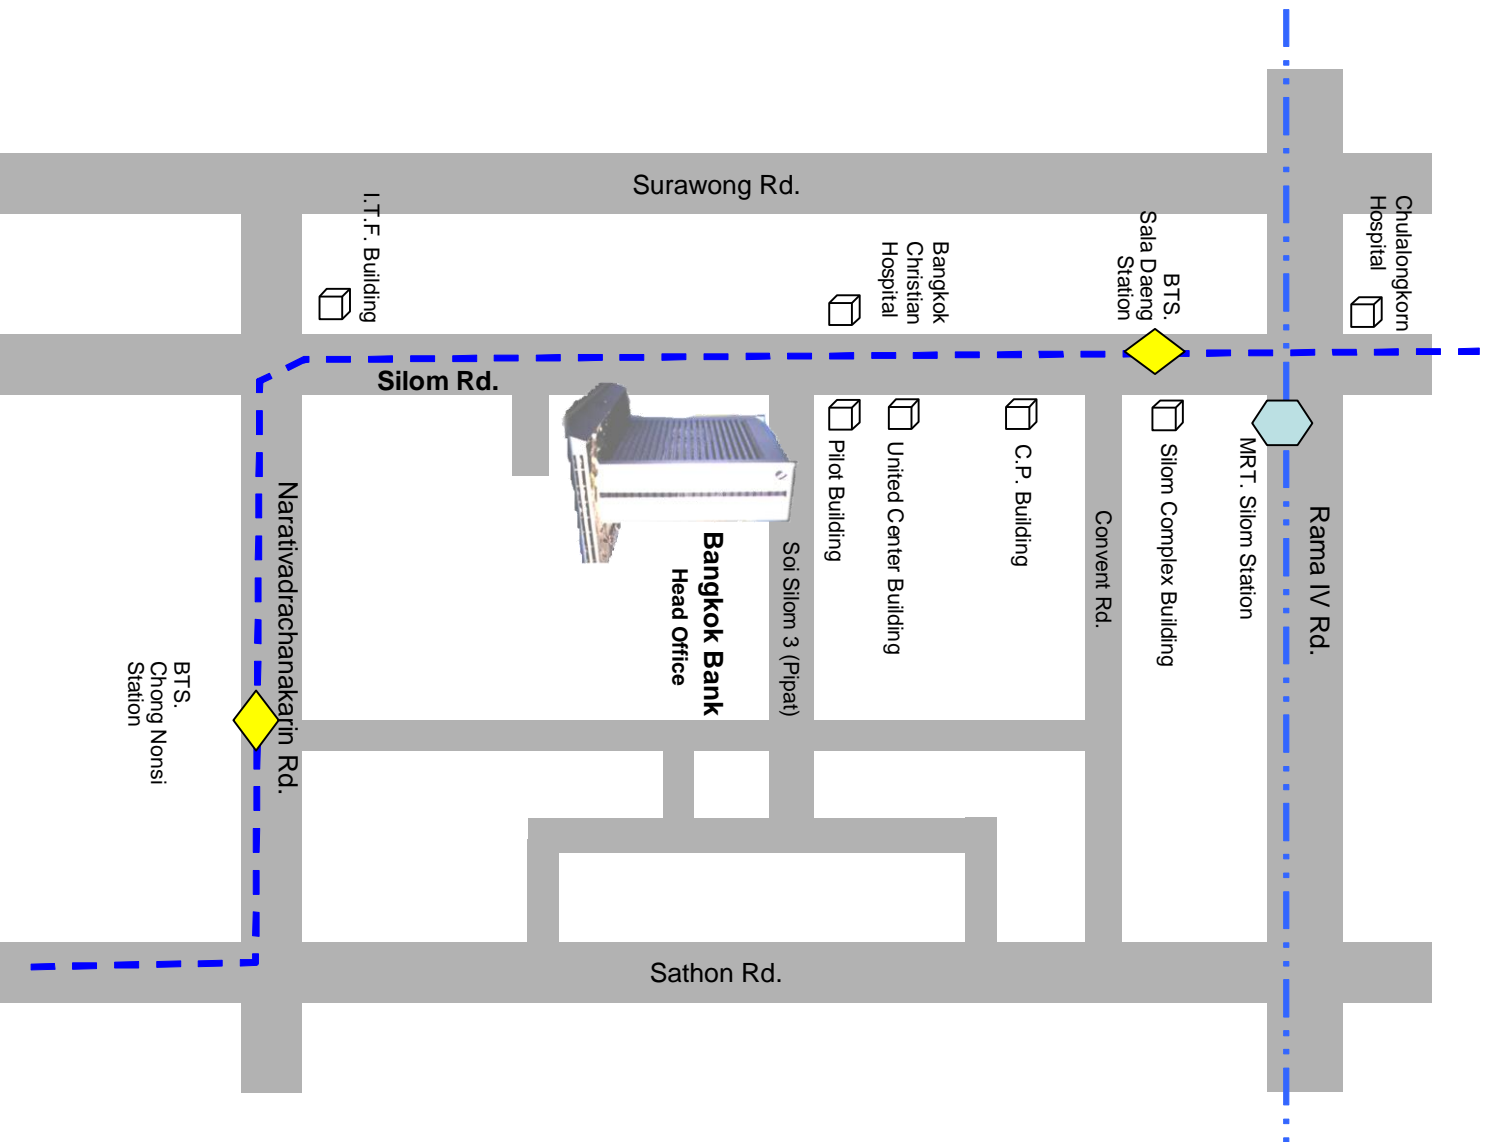 Surawong Rd.
I.T.F. Building
Bangkok
Christian
Hospital
BTS.
Sala Daeng
Station
Chulalongkorn
Hospital
Silom Rd.
Pilot Building
United Center Building
C.P. Building
Convent Rd.
Silom Complex Building
MRT. Silom Station
Rama IV Rd.
Narativadrachanakarin Rd.
Bangkok Bank
Head Office
Soi Silom 3 (Pipat)
BTS.
Chong Nonsi
Station
Sathon Rd.